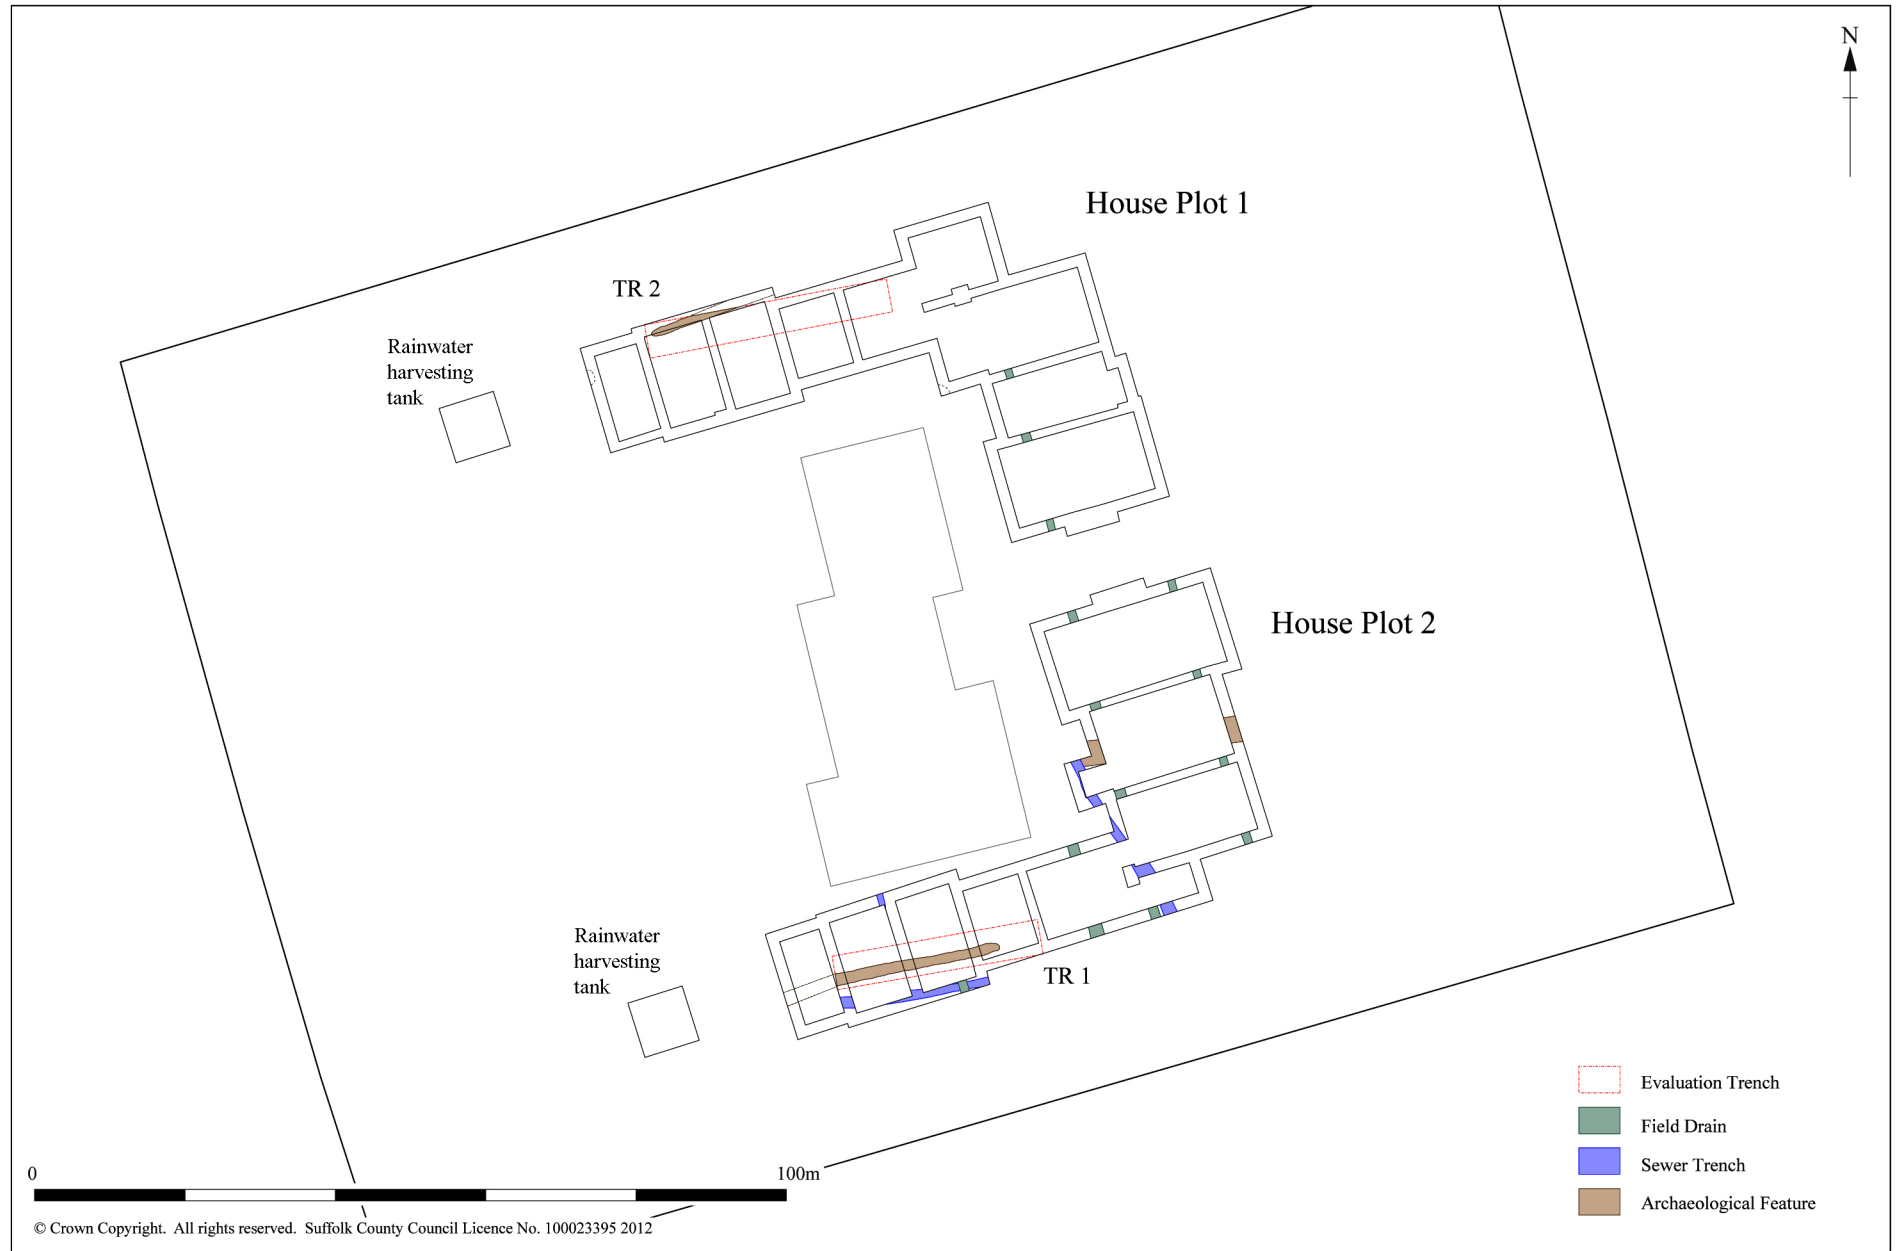 N
House Plot 1
TR 2
Rainwater
harvesting
tank
House Plot 2
Rainwater
harvesting
tank
TR 1
Evaluation Trench
Field Drain
Sewer Trench
Archaeological Feature
0
100m
© Crown Copyright. All rights reserved. Suffolk County Council Licence No. 100023395 2012